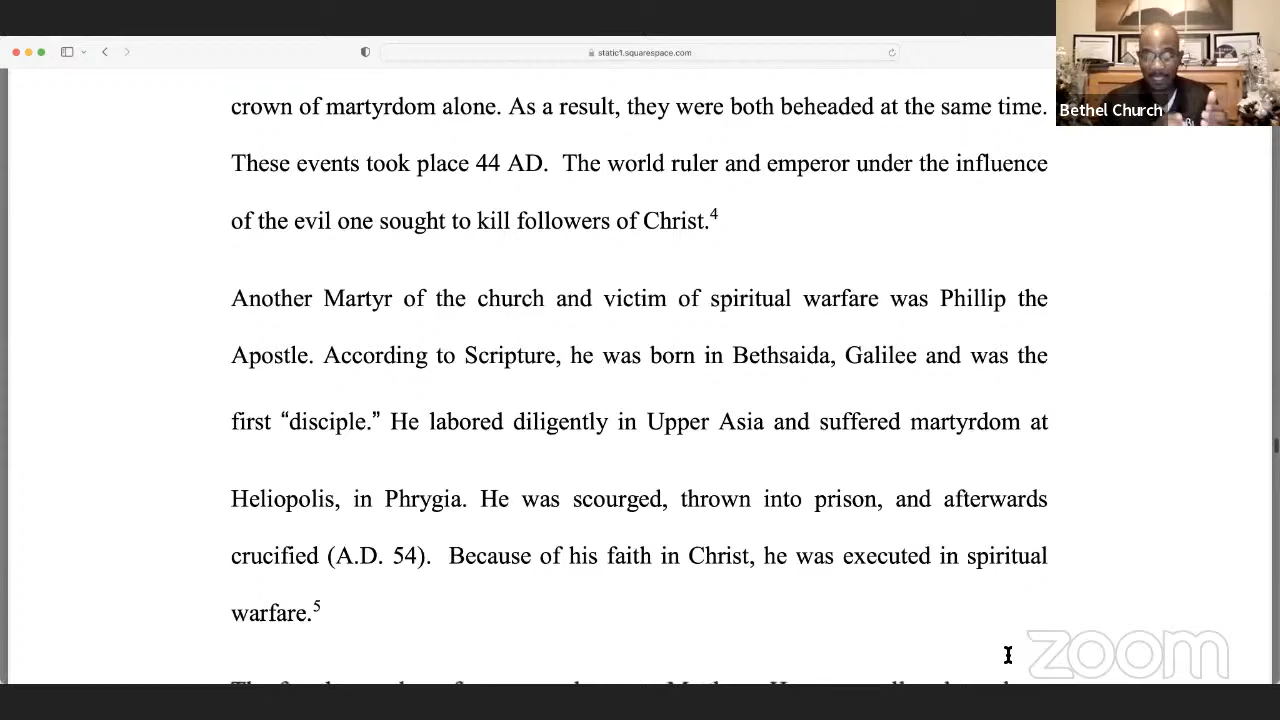 static1.squarespace.com
Bethel Church
crown of martyrdom alone. As a result, they were both beheaded at the same time.
These events took place 44 AD.  The world ruler and emperor under the influence
of the evil one sought to kill followers of Christ.4
Another Martyr of the church and victim of spiritual warfare was Phillip the
Apostle. According to Scripture, he was born in Bethsaida, Galilee and was the
first “disciple.” He labored diligently in Upper Asia and suffered martyrdom at
Heliopolis, in Phrygia. He was scourged, thrown into prison, and afterwards
crucified (A.D. 54).  Because of his faith in Christ, he was executed in spiritual
warfare.5
zoom